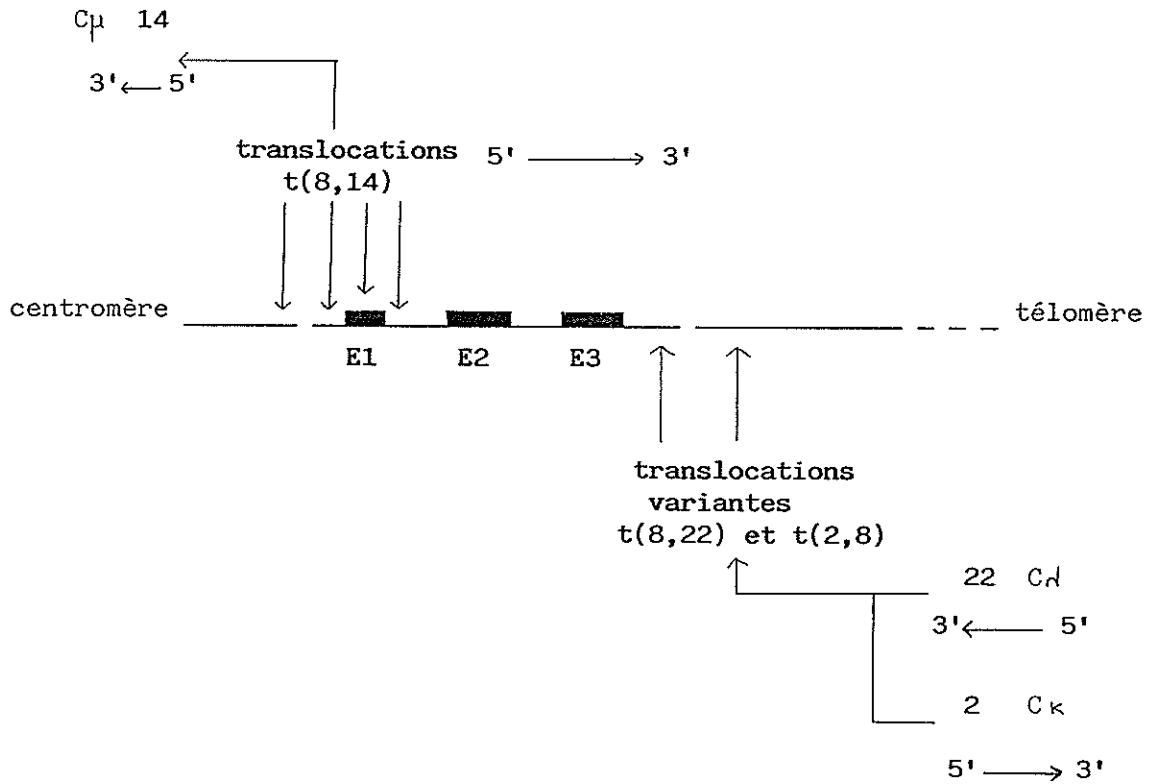 Cμ 14
3' ← 5'
translocations 5' → 3'
t(8,14)
centromère
télomère
E1 E2 E3
translocations
variantes
t(8,22) et t(2,8)
22 Cλ
3' ← 5'
2 Cκ
5' → 3'